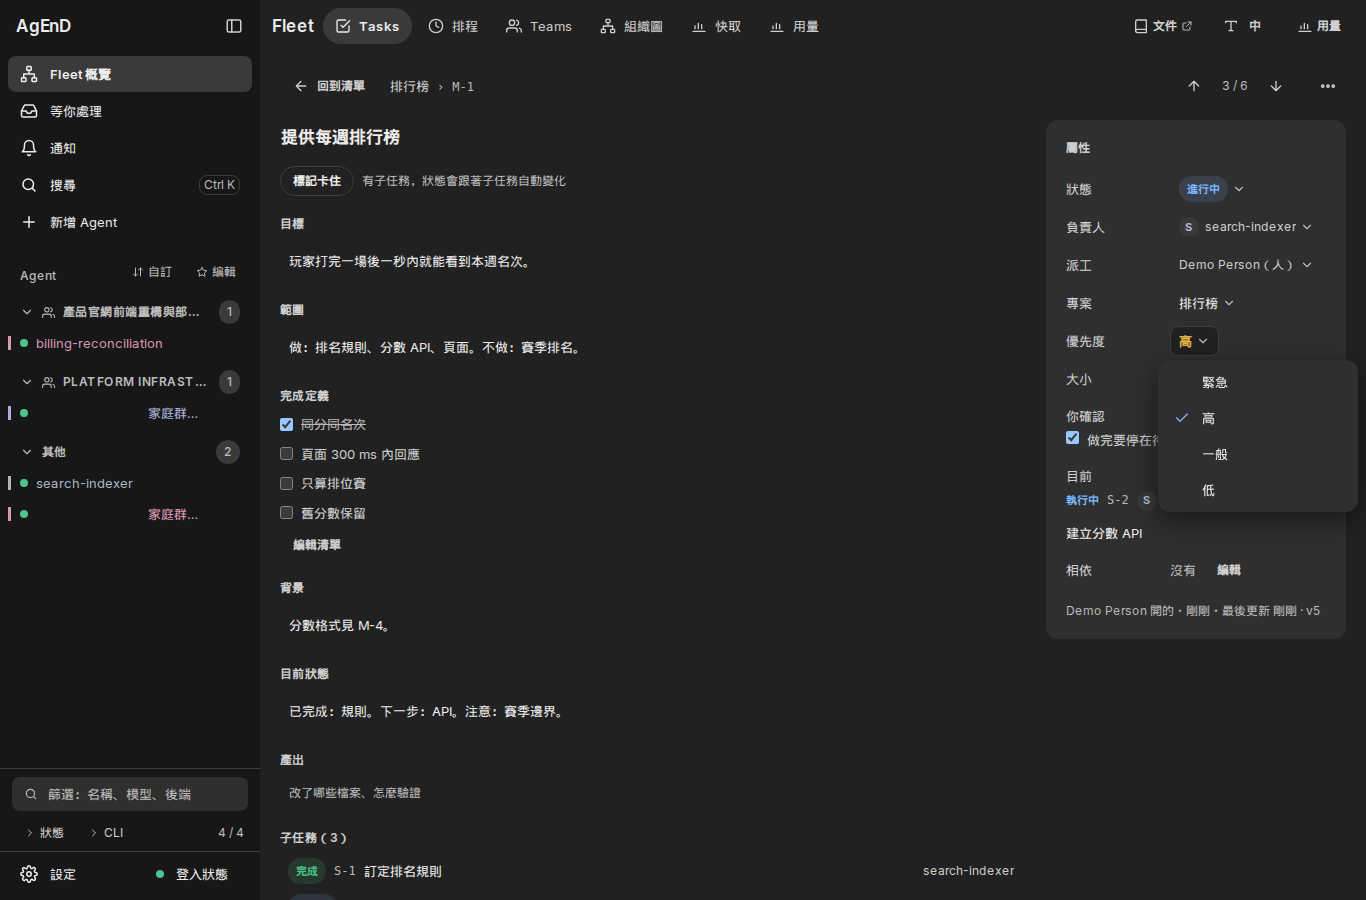 AgEnD
Fleet 概覽
等你處理
通知
搜尋 Ctrl K
新增 Agent
Agent 自訂 編輯
產品官網前端重構與部... 1
billing-reconciliation
PLATFORM INFRAST... 1
家庭群...
其他 2
search-indexer
家庭群...
篩選：名稱、模型、後端
狀態 CLI 4 / 4
設定 登入狀態
Fleet Tasks 排程 Teams 組織圖 快取 用量 文件 中 用量
回到清單 排行榜 › M-1 3 / 6
提供每週排行榜
標記卡住 有子任務，狀態會跟著子任務自動變化
目標
玩家打完一場後一秒內就能看到本週名次。
範圍
做：排名規則、分數 API、頁面。不做：賽季排名。
完成定義
同分同名次
頁面 300 ms 內回應
只算排位賽
舊分數保留
編輯清單
背景
分數格式見 M-4。
目前狀態
已完成：規則。下一步：API。注意：賽季邊界。
產出
改了哪些檔案、怎麼驗證
子任務（3）
完成 S-1 訂定排名規則 search-indexer
屬性
狀態 進行中
負責人 S search-indexer
派工 Demo Person（人）
專案 排行榜
優先度 高
緊急
高
一般
低
大小
你確認
做完要停在
目前
執行中 S-2 S
建立分數 API
相依 沒有 編輯
Demo Person 開的・剛剛・最後更新 剛剛 · v5